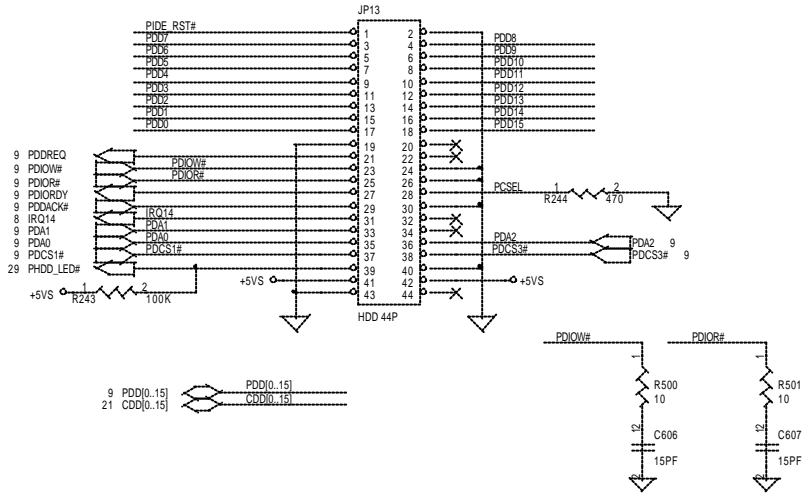 JP13
PIDE_RST# 1 2
PDD7 3 4 PDD8
PDD6 5 6 PDD9
PDD5 7 8 PDD10
PDD4 9 10 PDD11
PDD3 11 12 PDD12
PDD2 13 14 PDD13
PDD1 15 16 PDD14
PDD0 17 18 PDD15
19 20
9 PDDREQ 21 22
9 PDIOW# PDIOW# 23 24
9 PDIOR# PDIOR# 25 26
9 PDIORDY 27 28 PCSEL 1 2
R244 470
9 PDDACK# 29 30
8 IRQ14 IRQ14 31 32
9 PDA1 PDA1 33 34
9 PDA0 PDA0 35 36 PDA2 PDA2 9
9 PDCS1# PDCS1# 37 38 PDCS3# PDCS3# 9
29 PHDD_LED# 39 40
+5VS 41 42 +5VS
+5VS 1 2 43 44
R243 100K
HDD 44P
PDIOW# PDIOR#
1 1
R500 R501
10 10
2 2
1 1
C606 C607
15PF 15PF
2 2
9 PDD[0..15] PDD[0..15]
21 CDD[0..15] CDD[0..15]